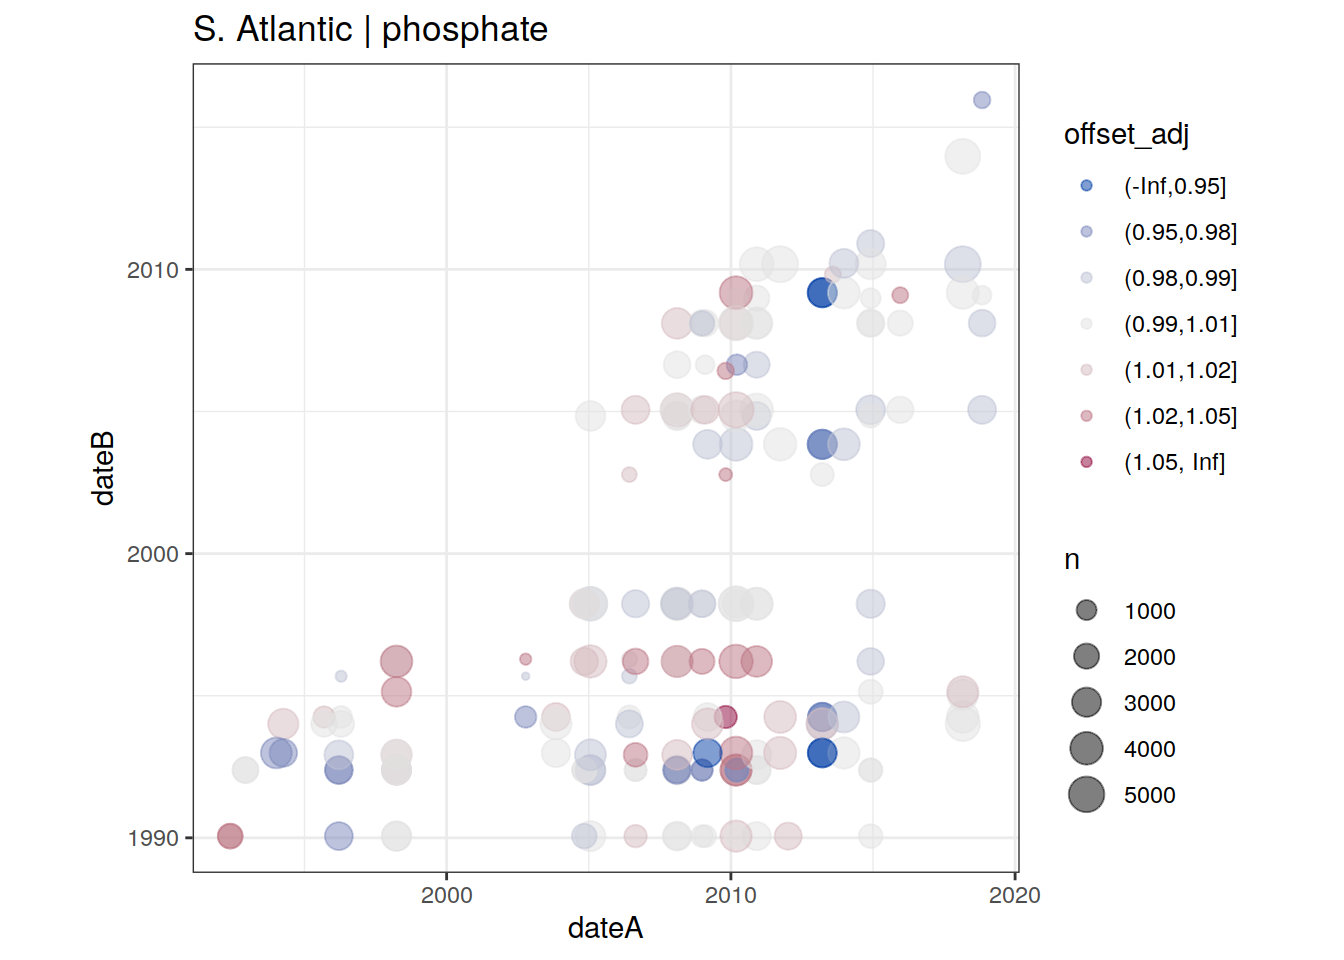 S. Atlantic | phosphate
2010
2000
1990
dateB
2000
2010
2020
dateA
offset_adj
(-Inf,0.95]
(0.95,0.98]
(0.98,0.99]
(0.99,1.01]
(1.01,1.02]
(1.02,1.05]
(1.05, Inf]
n
1000
2000
3000
4000
5000